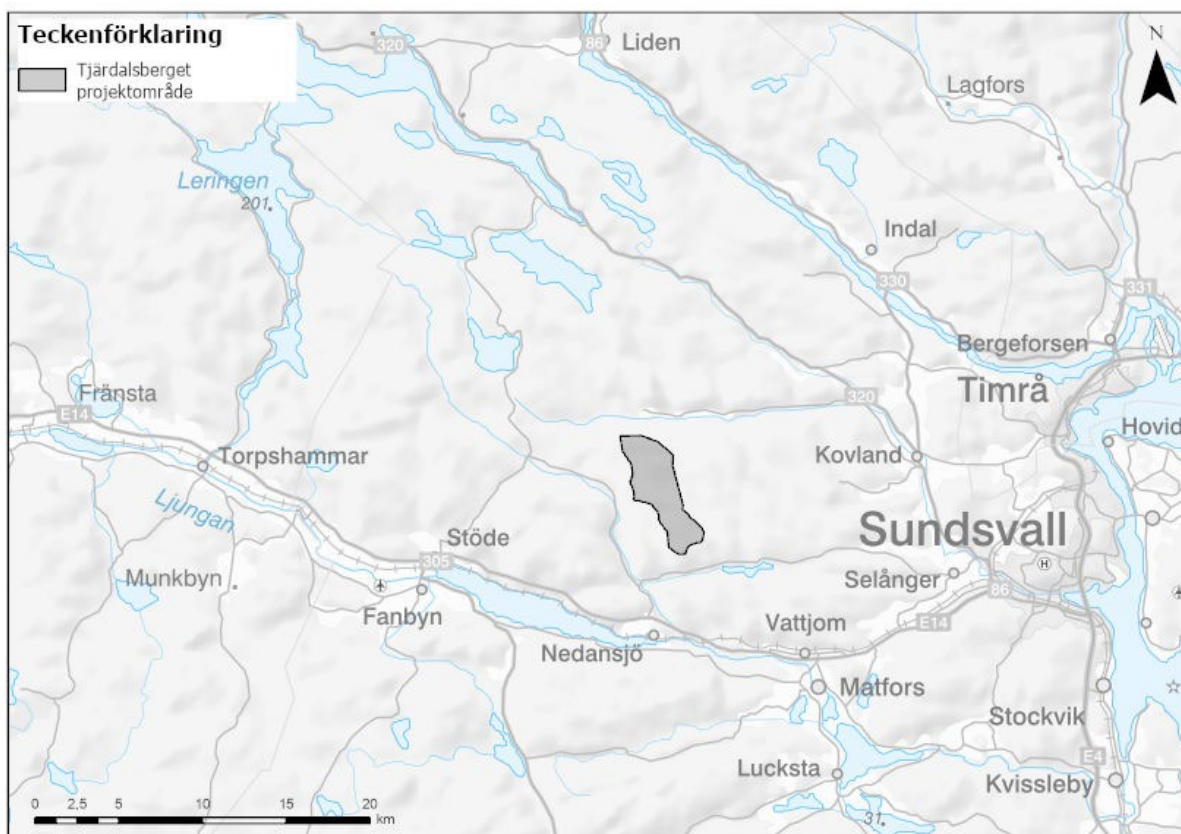 Teckenförklaring
Tjärdalsberget
projektområde
N
320
86
Liden
Lagfors
Leringen
201
Indal
330
331
Bergeforsen
Timrå
Fränsta
E14
320
Hovid
Torpshammar
Kovland
Ljungan
Stöde
Sundsvall
305
H
Munkbyn
Selånger
86
Fanbyn
E14
Vattjom
Nedansjö
Matfors
Stockvik
Lucksta
E4
Kvissleby
31
0 2,5 5 10 15 20
km